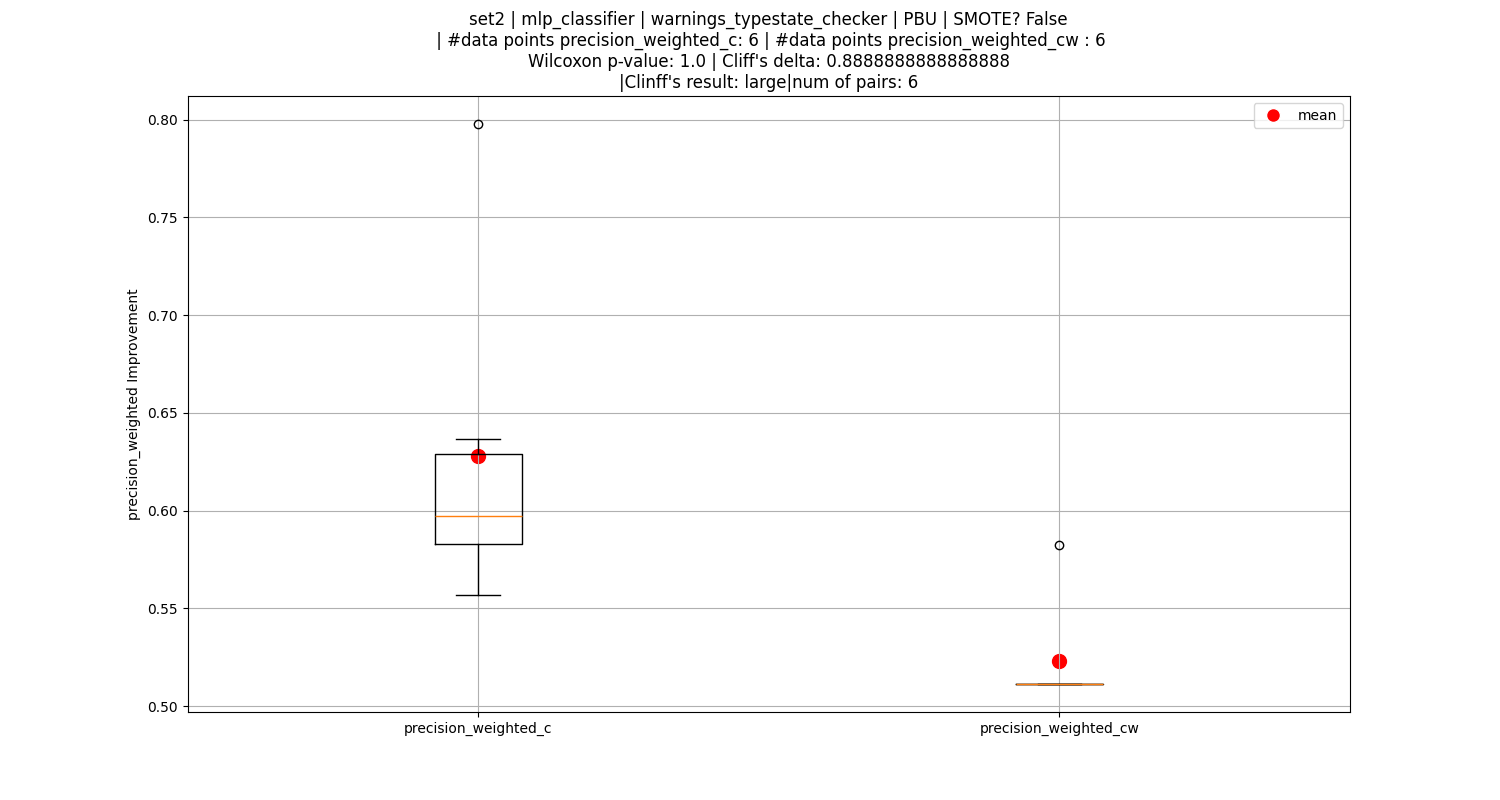 set2 | mlp_classifier | warnings_typestate_checker | PBU | SMOTE? False
| #data points precision_weighted_c: 6 | #data points precision_weighted_cw : 6
Wilcoxon p-value: 1.0 | Cliff's delta: 0.8888888888888888
|Clinff's result: large|num of pairs: 6
mean
0.80
0.75
0.70
0.65
0.60
0.55
0.50
precision_weighted Improvement
precision_weighted_c
precision_weighted_cw